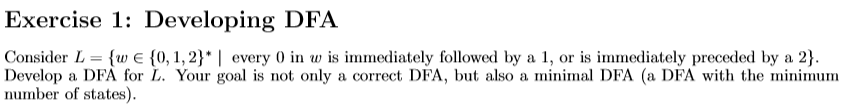 Exercise 1: Developing DFA
Consider L = {w ∈ {0, 1, 2}* | every 0 in w is immediately followed by a 1, or is immediately preceded by a 2}.
Develop a DFA for L. Your goal is not only a correct DFA, but also a minimal DFA (a DFA with the minimum
number of states).